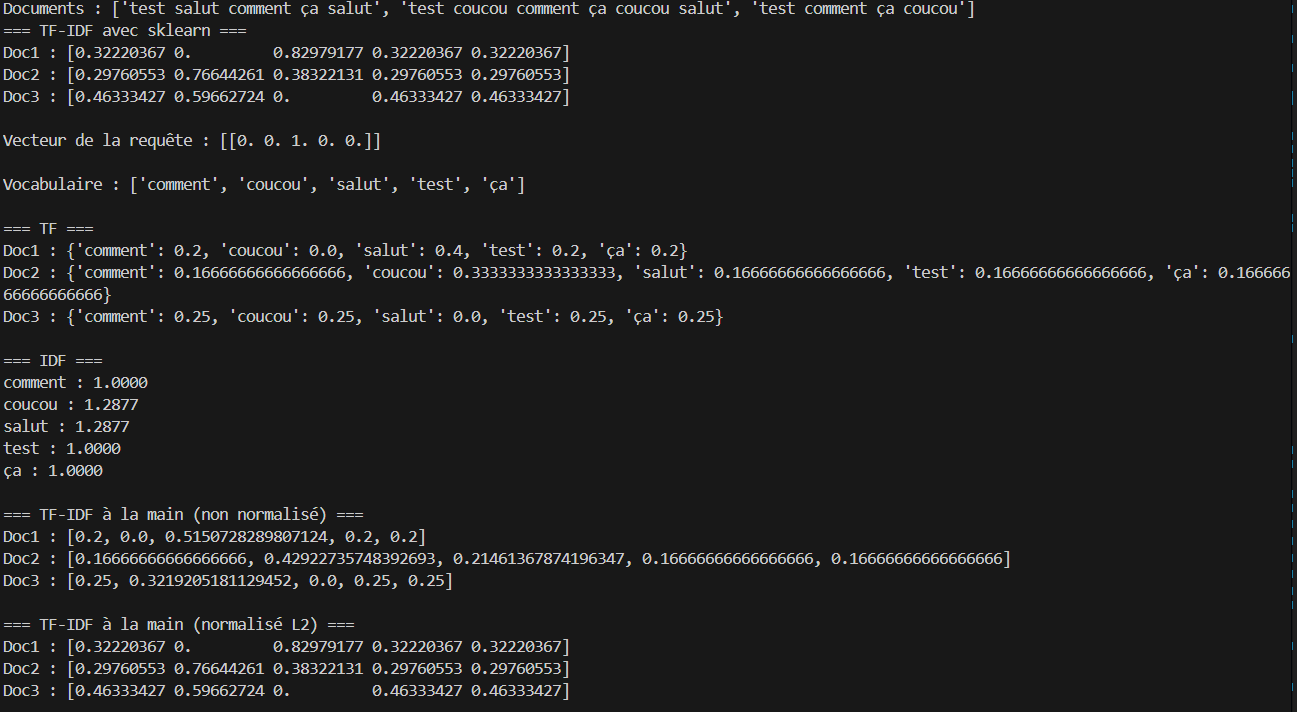 Documents : ['test salut comment ça salut', 'test coucou comment ça coucou salut', 'test comment ça coucou']
=== TF-IDF avec sklearn ===
Doc1 : [0.32220367 0.         0.82979177 0.32220367 0.32220367]
Doc2 : [0.29760553 0.76644261 0.38322131 0.29760553 0.29760553]
Doc3 : [0.46333427 0.59662724 0.         0.46333427 0.46333427]
Vecteur de la requête : [[0. 0. 1. 0. 0.]]
Vocabulaire : ['comment', 'coucou', 'salut', 'test', 'ça']
=== TF ===
Doc1 : {'comment': 0.2, 'coucou': 0.0, 'salut': 0.4, 'test': 0.2, 'ça': 0.2}
Doc2 : {'comment': 0.16666666666666666, 'coucou': 0.3333333333333333, 'salut': 0.16666666666666666, 'test': 0.16666666666666666, 'ça': 0.16666
666666666666}
Doc3 : {'comment': 0.25, 'coucou': 0.25, 'salut': 0.0, 'test': 0.25, 'ça': 0.25}
=== IDF ===
comment : 1.0000
coucou : 1.2877
salut : 1.2877
test : 1.0000
ça : 1.0000
=== TF-IDF à la main (non normalisé) ===
Doc1 : [0.2, 0.0, 0.5150728289807124, 0.2, 0.2]
Doc2 : [0.16666666666666666, 0.42922735748392693, 0.21461367874196347, 0.16666666666666666, 0.16666666666666666]
Doc3 : [0.25, 0.3219205181129452, 0.0, 0.25, 0.25]
=== TF-IDF à la main (normalisé L2) ===
Doc1 : [0.32220367 0.         0.82979177 0.32220367 0.32220367]
Doc2 : [0.29760553 0.76644261 0.38322131 0.29760553 0.29760553]
Doc3 : [0.46333427 0.59662724 0.         0.46333427 0.46333427]